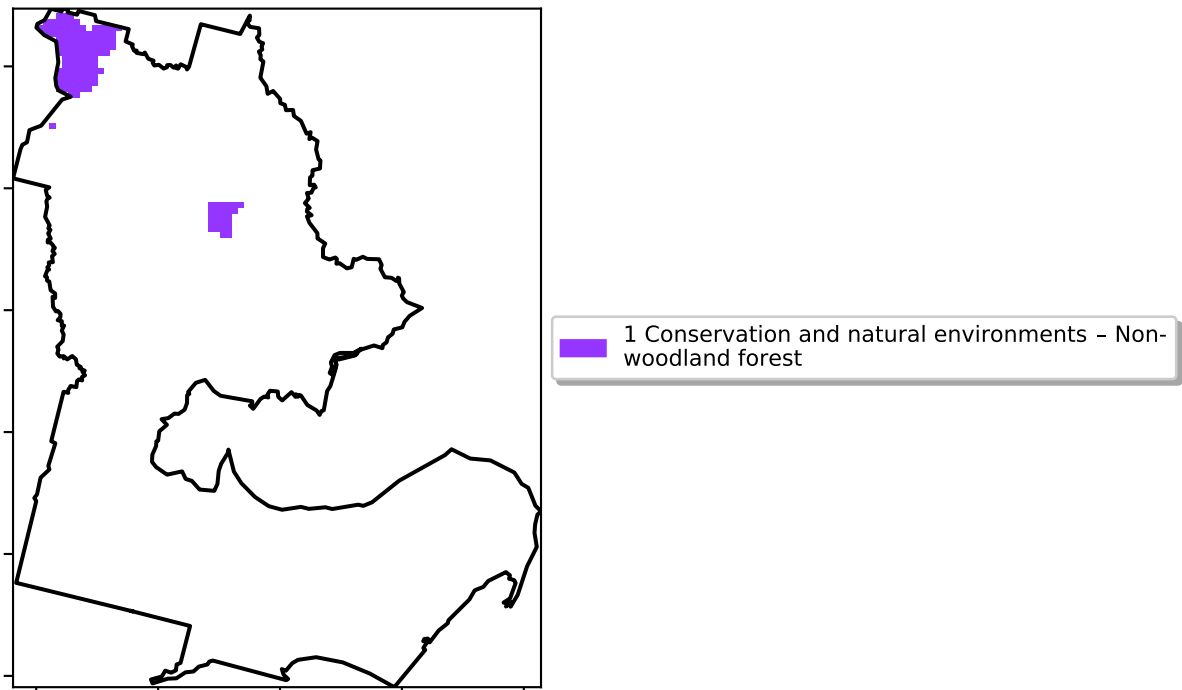 1 Conservation and natural environments – Non-
woodland forest